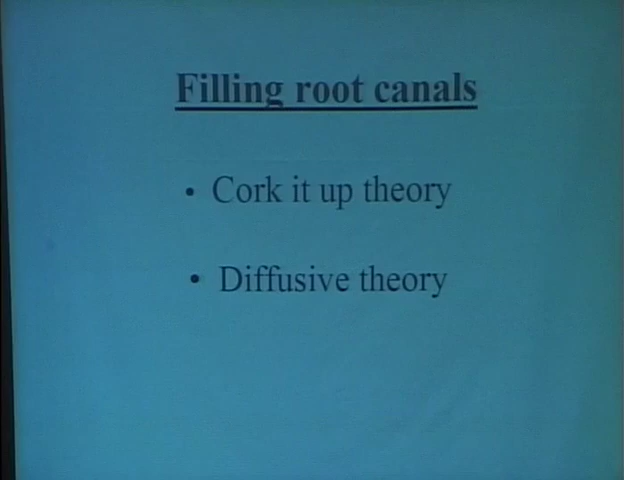 Filling root canals
• Cork it up theory
• Diffusive theory